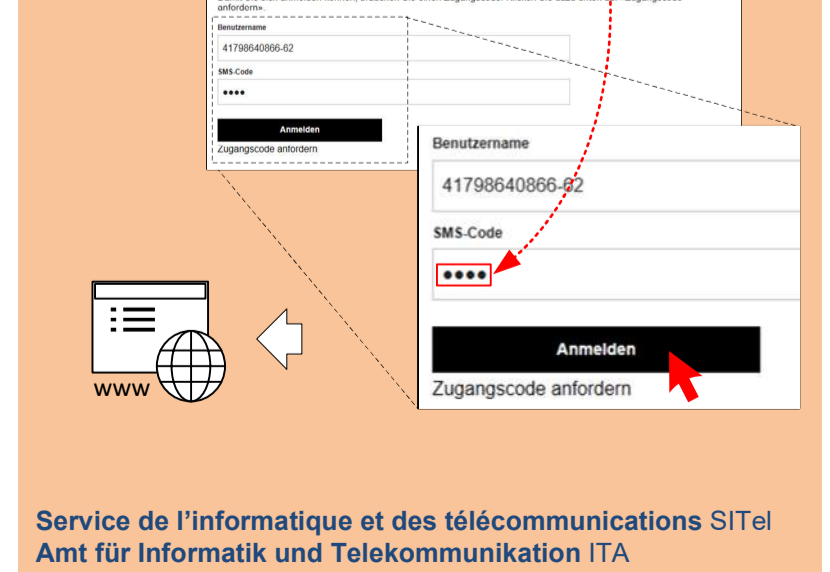 anfordern».
Benutzername
41798640866-62
SMS-Code
Anmelden
Zugangscode anfordern
Benutzername
41798640866-62
SMS-Code
Anmelden
Zugangscode anfordern
www
Service de l’informatique et des télécommunications SITel
Amt für Informatik und Telekommunikation ITA